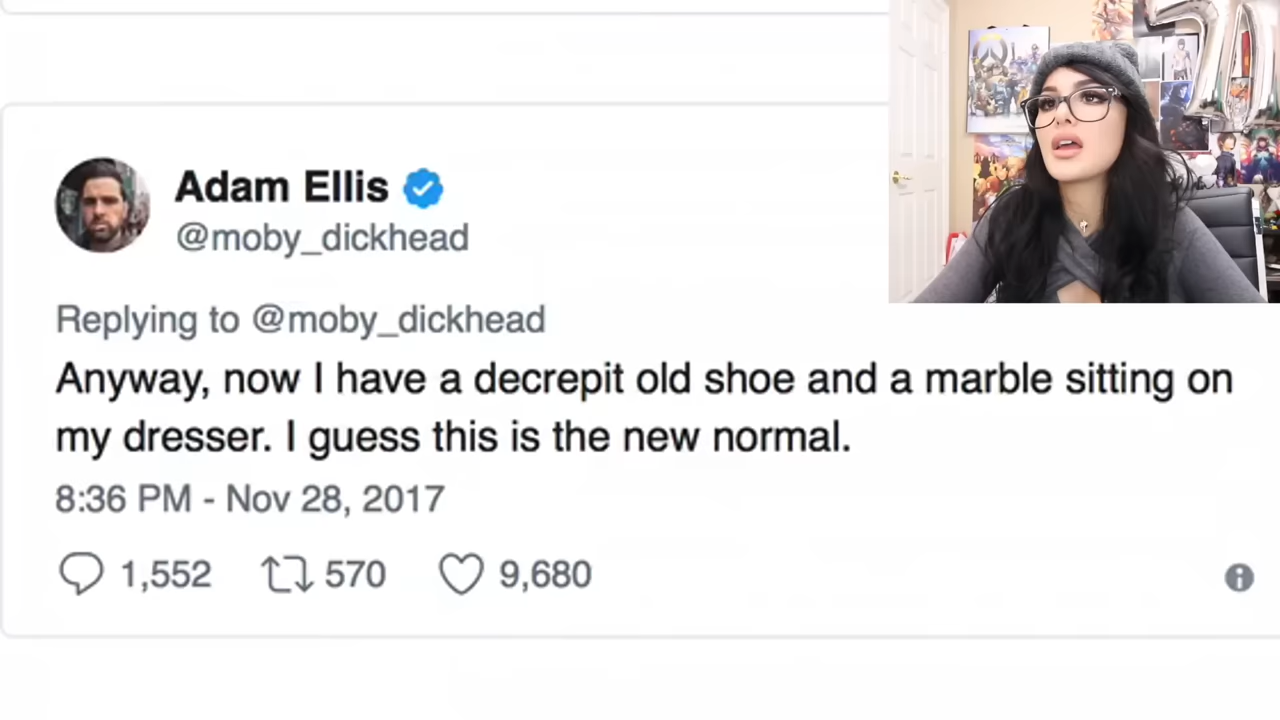 Adam Ellis
@moby_dickhead
Replying to @moby_dickhead
Anyway, now I have a decrepit old shoe and a marble sitting on
my dresser. I guess this is the new normal.
8:36 PM - Nov 28, 2017
1,552 570 9,680